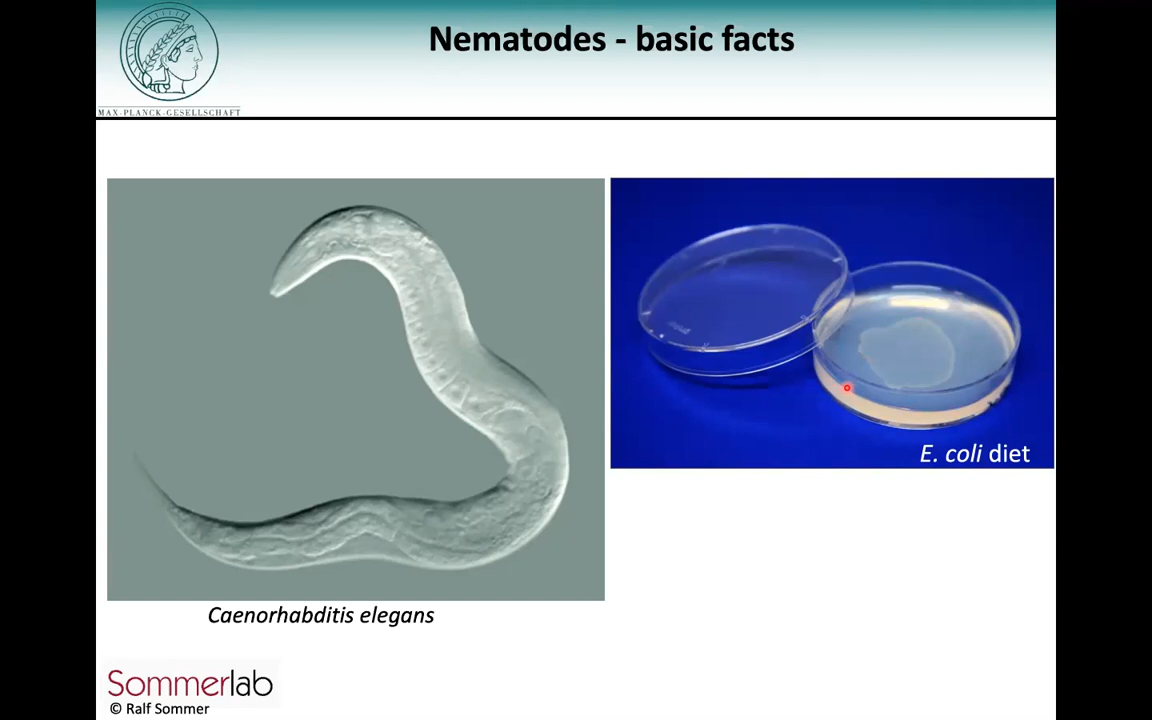 Nematodes - basic facts
MAX-PLANCK-GESELLSCHAFT
E. coli diet
Caenorhabditis elegans
Sommerlab
© Ralf Sommer